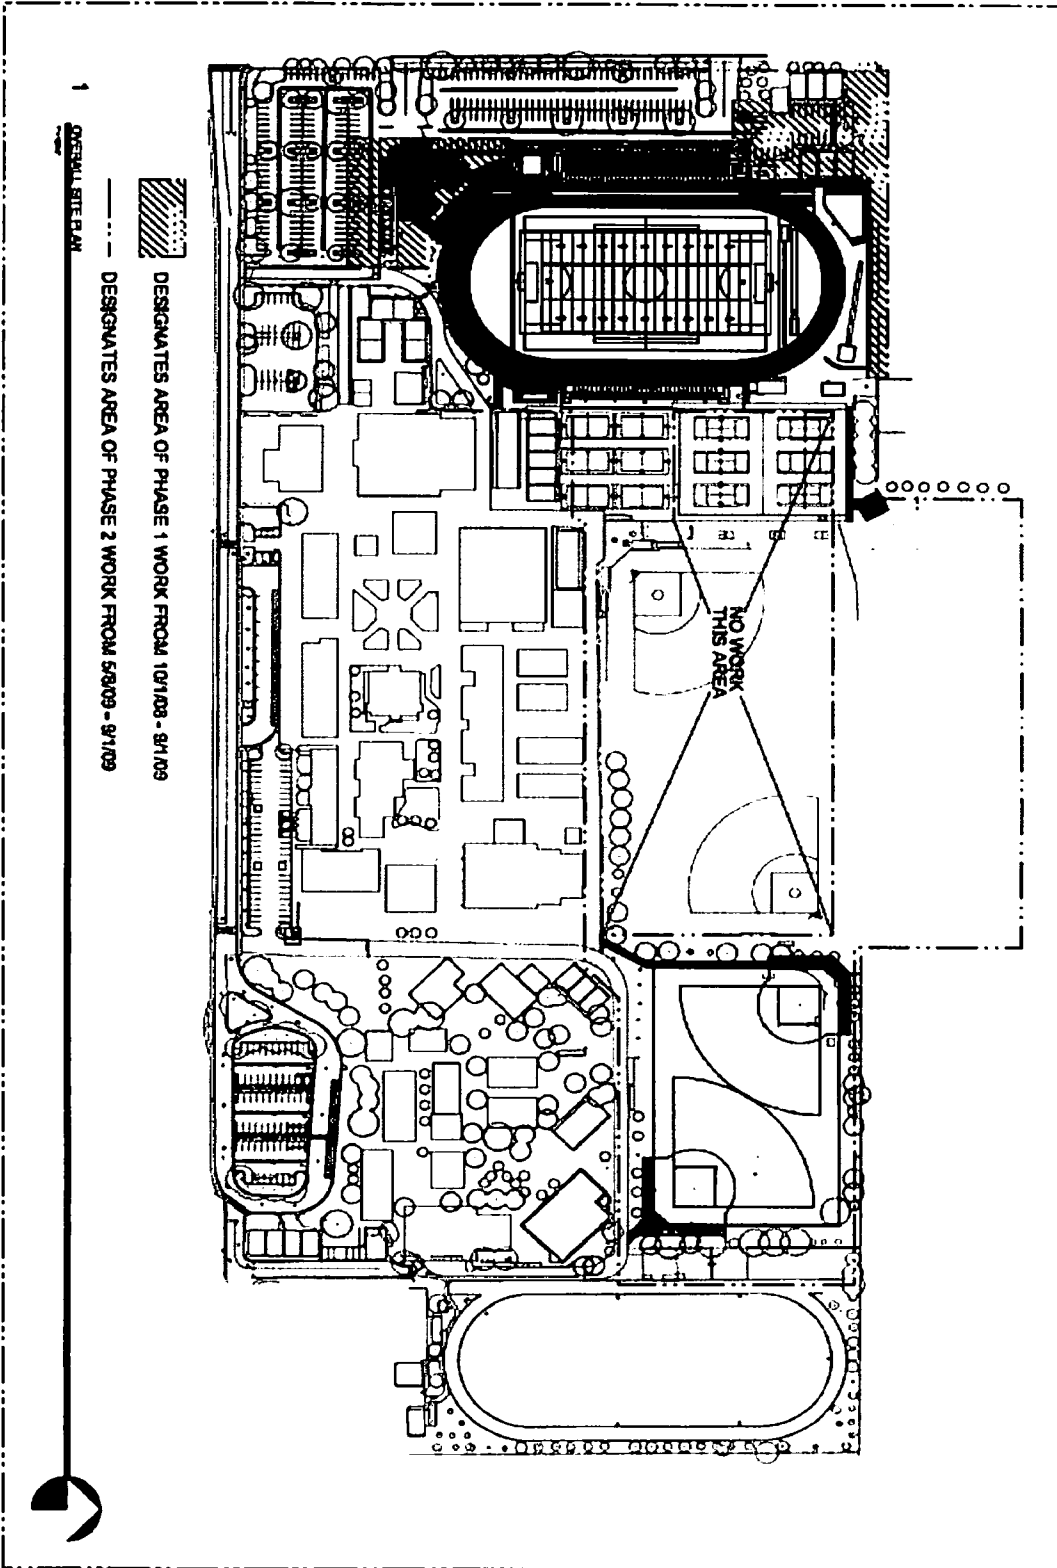 NO WORK
THIS AREA
DESIGNATES AREA OF PHASE 1 WORK FROM 10/1/08 - 9/1/09
DESIGNATES AREA OF PHASE 2 WORK FROM 5/8/09 - 9/1/09
1
OVERALL SITE PLAN